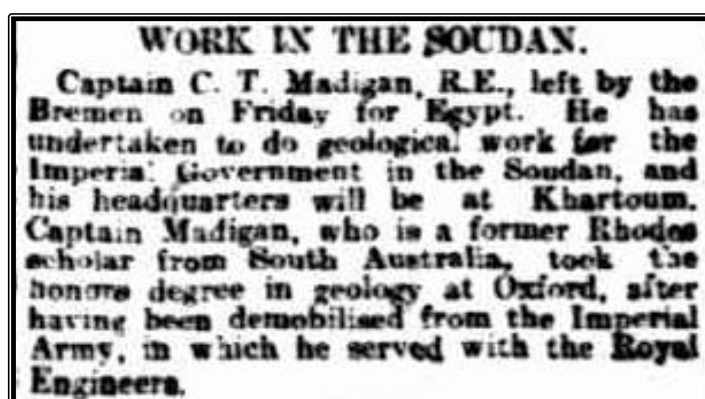 WORK IN THE SOUDAN.
Captain C. T. Madigan, R.E., left by the
Bremen on Friday for Egypt. He has
undertaken to do geological work for the
Imperial Government in the Soudan, and
his headquarters will be at Khartoum.
Captain Madigan, who is a former Rhodes
scholar from South Australia, took the
honors degree in geology at Oxford, after
having been demobilised from the Imperial
Army, in which he served with the Royal
Engineers.